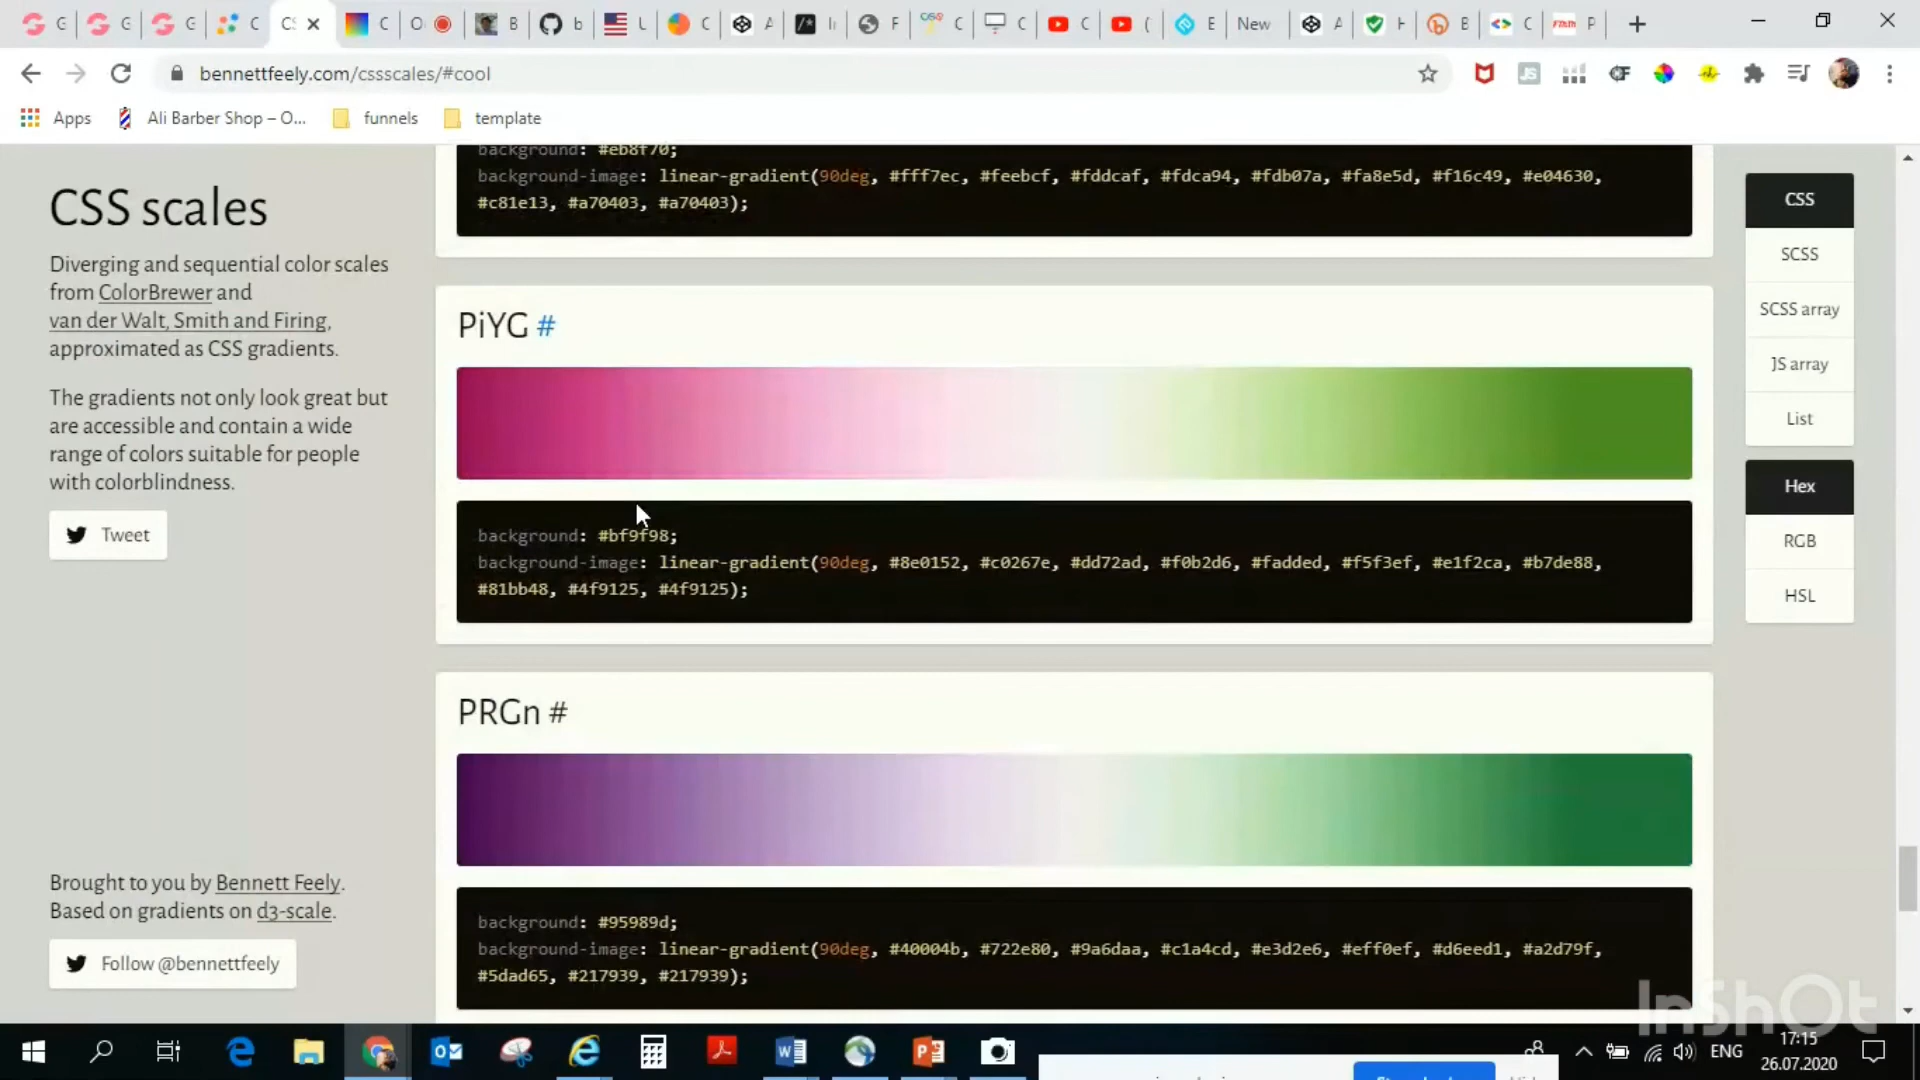 New
bennettfeely.com/cssscales/#cool
Apps
Ali Barber Shop – O...
funnels
template
CSS scales
Diverging and sequential color scales
from ColorBrewer and
van der Walt, Smith and Firing,
approximated as CSS gradients.
The gradients not only look great but
are accessible and contain a wide
range of colors suitable for people
with colorblindness.
Tweet
Brought to you by Bennett Feely.
Based on gradients on d3-scale.
Follow @bennettfeely
background: #eb8f70;
background-image: linear-gradient(90deg, #fff7ec, #feebcf, #fddcaf, #fdca94, #fdb07a, #fa8e5d, #f16c49, #e04630,
#c81e13, #a70403, #a70403);
PiYG #
background: #bf9f98;
background-image: linear-gradient(90deg, #8e0152, #c0267e, #dd72ad, #f0b2d6, #fadded, #f5f3ef, #e1f2ca, #b7de88,
#81bb48, #4f9125, #4f9125);
PRGn #
background: #95989d;
background-image: linear-gradient(90deg, #40004b, #722e80, #9a6daa, #c1a4cd, #e3d2e6, #eff0ef, #d6eed1, #a2d79f,
#5dad65, #217939, #217939);
CSS
SCSS
SCSS array
JS array
List
Hex
RGB
HSL
InShOt
ENG
17:15
26.07.2020